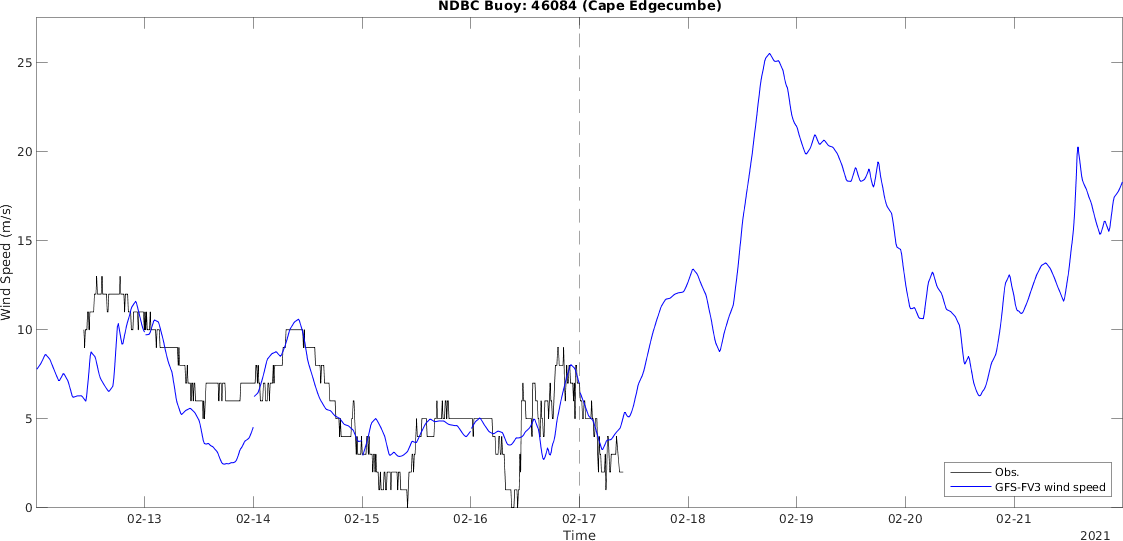 NDBC Buoy: 46084 (Cape Edgecumbe)
25
20
15
10
5
0
Wind Speed (m/s)
02-13 02-14 02-15 02-16 02-17 02-18 02-19 02-20 02-21
Time
2021
Obs.
GFS-FV3 wind speed